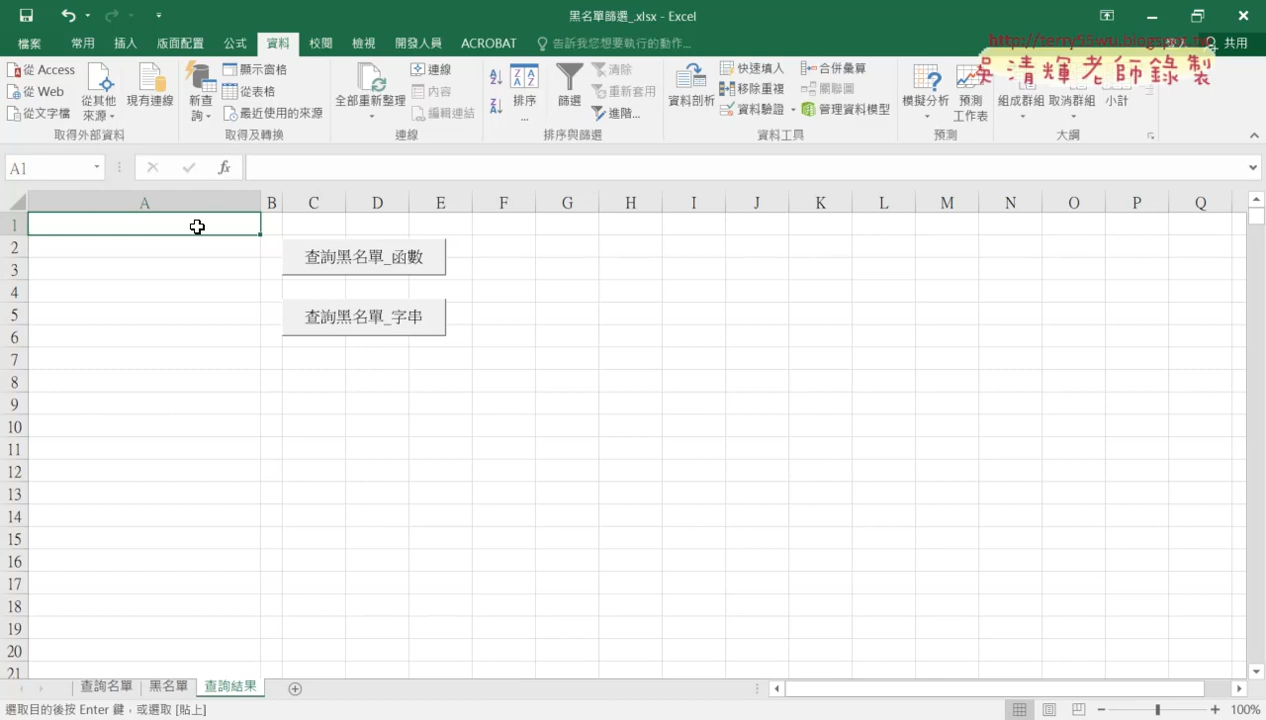 黑名單篩選_.xlsx - Excel
http://terry55wu.blogspot.tw
吳清輝老師錄製
檔案 常用 插入 版面配置 公式 資料 校閱 檢視 開發人員 ACROBAT 告訴我您想要執行的動作... 登入 共用
從 Access
從 Web
從文字檔
從其他來源
現有連線
取得外部資料
新查詢
顯示窗格
從表格
最近使用的來源
取得及轉換
全部重新整理
連線
內容
編輯連結
連線
排序...
篩選
清除
重新套用
進階...
排序與篩選
資料剖析
快速填入
移除重複
資料驗證
合併彙算
關聯圖
管理資料模型
資料工具
模擬分析
預測工作表
預測
組成群組
取消群組
小計
大綱
A1
fx
A B C D E F G H I J K L M N O P Q
1
2
3
4
5
6
7
8
9
10
11
12
13
14
15
16
17
18
19
20
21
查詢黑名單_函數
查詢黑名單_字串
查詢名單 黑名單 查詢結果
選取目的後按 Enter 鍵，或選取 [貼上]
100%